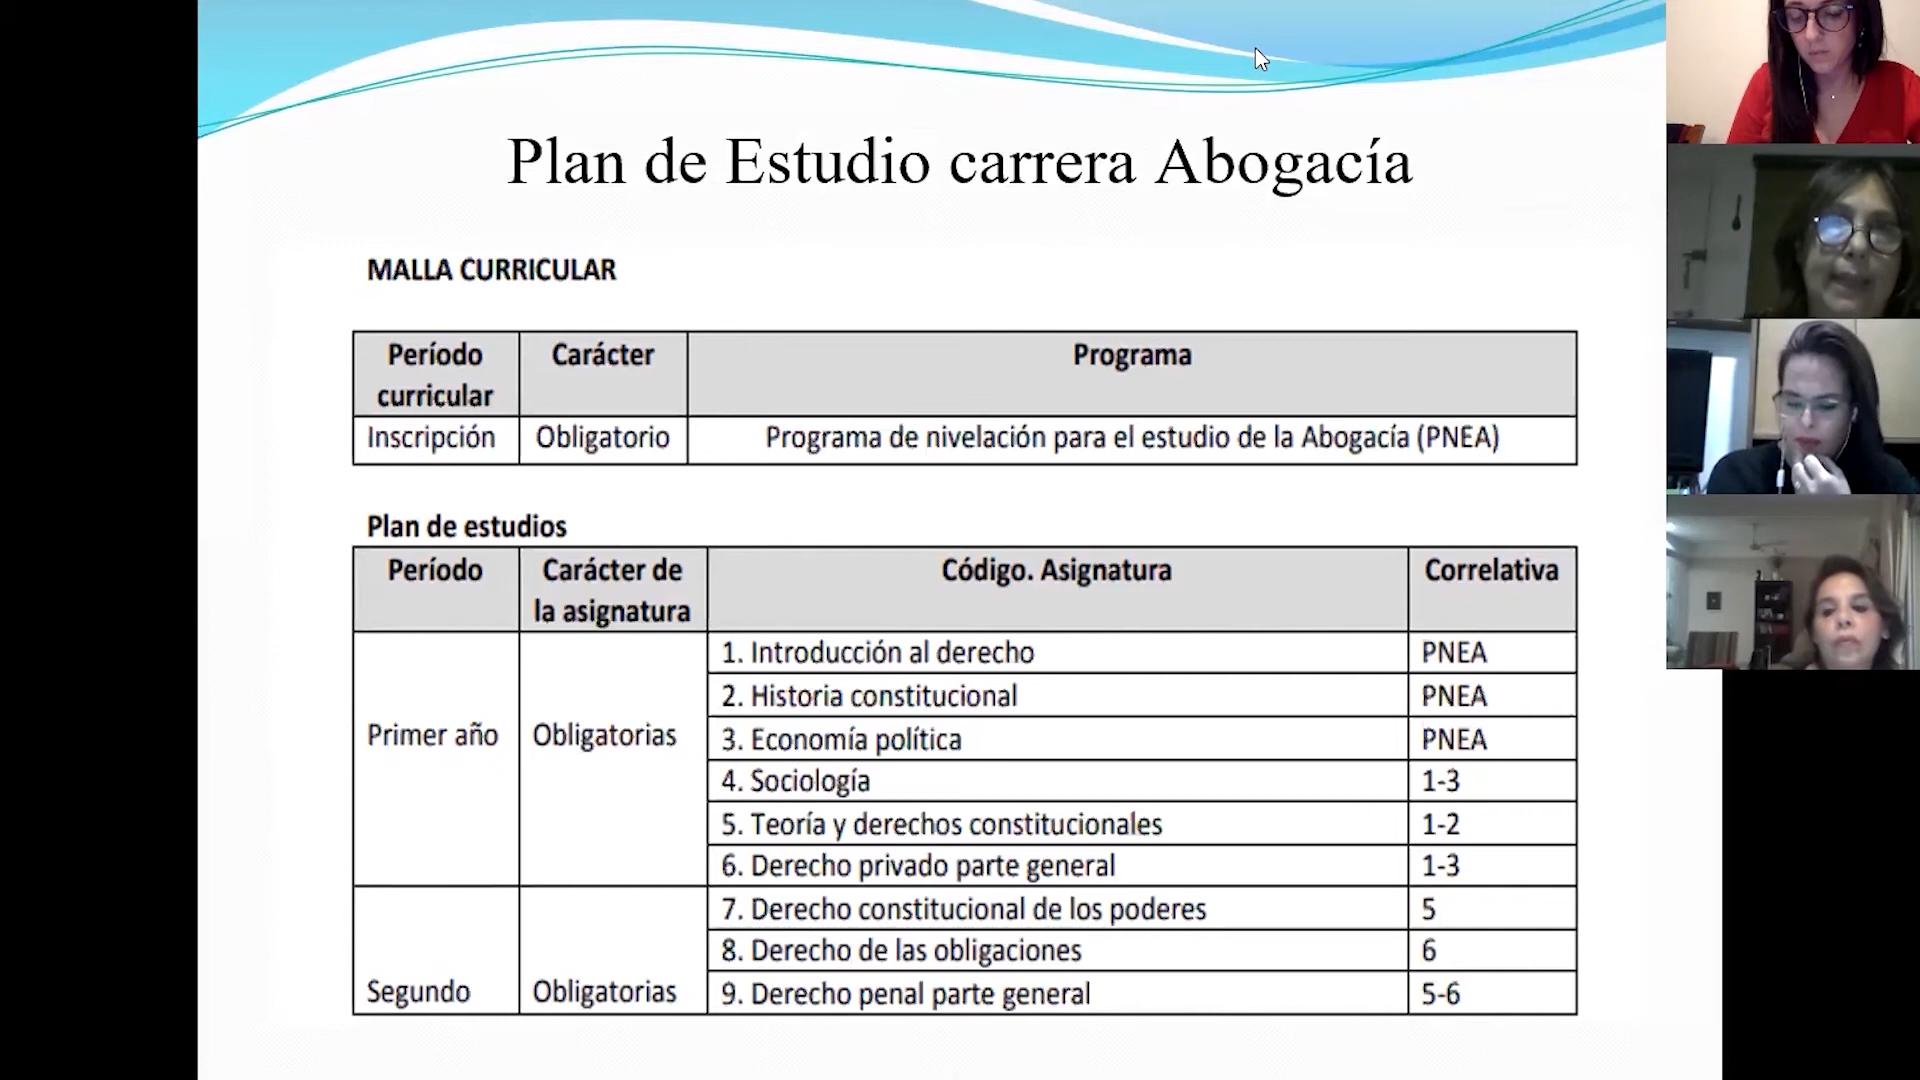 Plan de Estudio carrera Abogacía
MALLA CURRICULAR
Período curricular Carácter Programa
Inscripción Obligatorio Programa de nivelación para el estudio de la Abogacía (PNEA)
Plan de estudios
Período Carácter de la asignatura Código. Asignatura Correlativa
Primer año Obligatorias
1. Introducción al derecho PNEA
2. Historia constitucional PNEA
3. Economía política PNEA
4. Sociología 1-3
5. Teoría y derechos constitucionales 1-2
6. Derecho privado parte general 1-3
Segundo Obligatorias
7. Derecho constitucional de los poderes 5
8. Derecho de las obligaciones 6
9. Derecho penal parte general 5-6